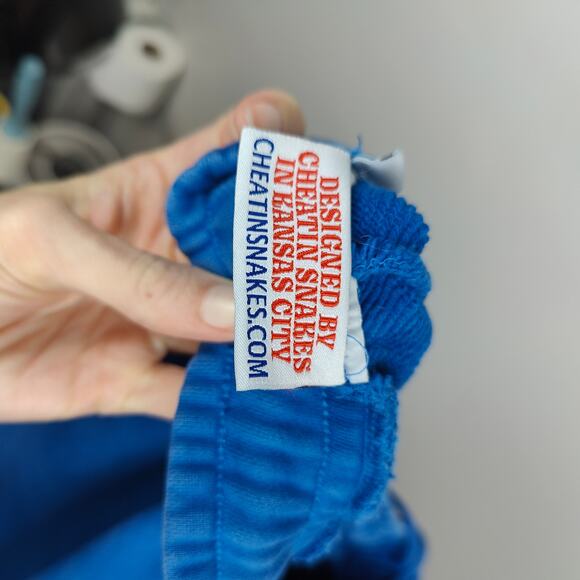 DESIGNED BY
CHEATIN SNAKES
IN KANSAS CITY
CHEATINSNAKES.COM